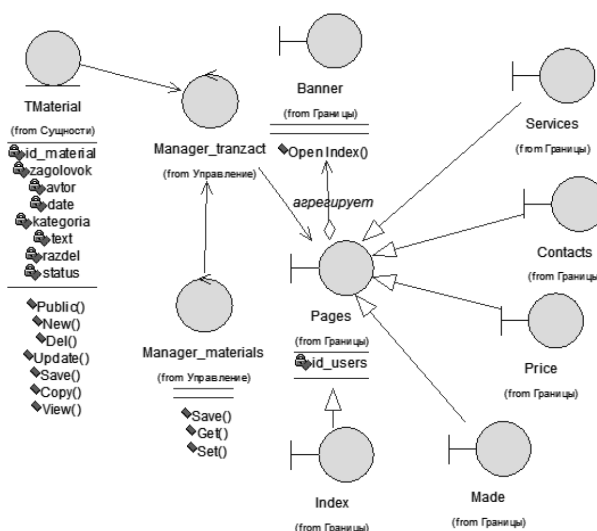 TMaterial
(from Сущности)
id_material
zagolovok
avtor
date
kategoria
text
razdel
status
Public()
New()
Del()
Update()
Save()
Copy()
View()
Manager_tranzact
(from Управление)
Manager_materials
(from Управление)
Save()
Get()
Set()
Banner
(from Границы)
Open Index()
агрегирует
Pages
(from Границы)
id_users
Index
(from Границы)
Services
(from Границы)
Contacts
(from Границы)
Price
(from Границы)
Made
(from Границы)